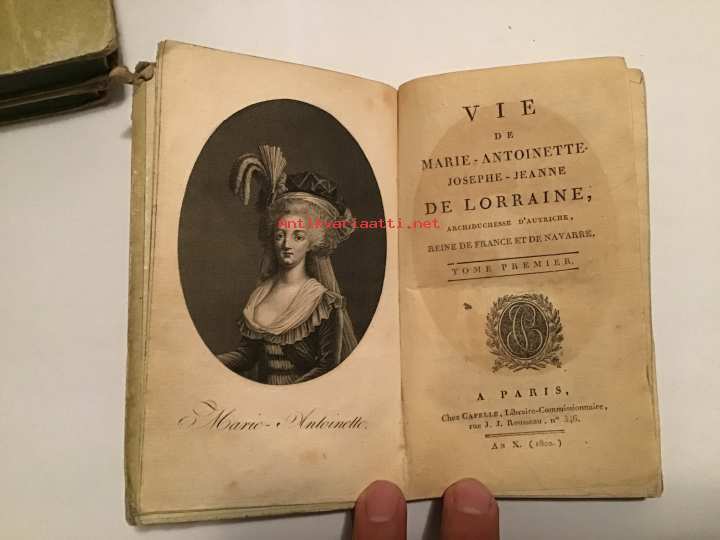 Marie-Antoinette.
Antikvariaatti.net
VIE
DE
MARIE-ANTOINETTE-
JOSEPHE-JEANNE
DE LORRAINE,
ARCHIDUCHESSE D'AUTRICHE,
REINE DE FRANCE ET DE NAVARRE.
TOME PREMIER.
A PARIS,
Chez CAPELLE, Libraire-Commissionnaire,
rue J. J. Rousseau, n° 346.
AN X. (1802.)